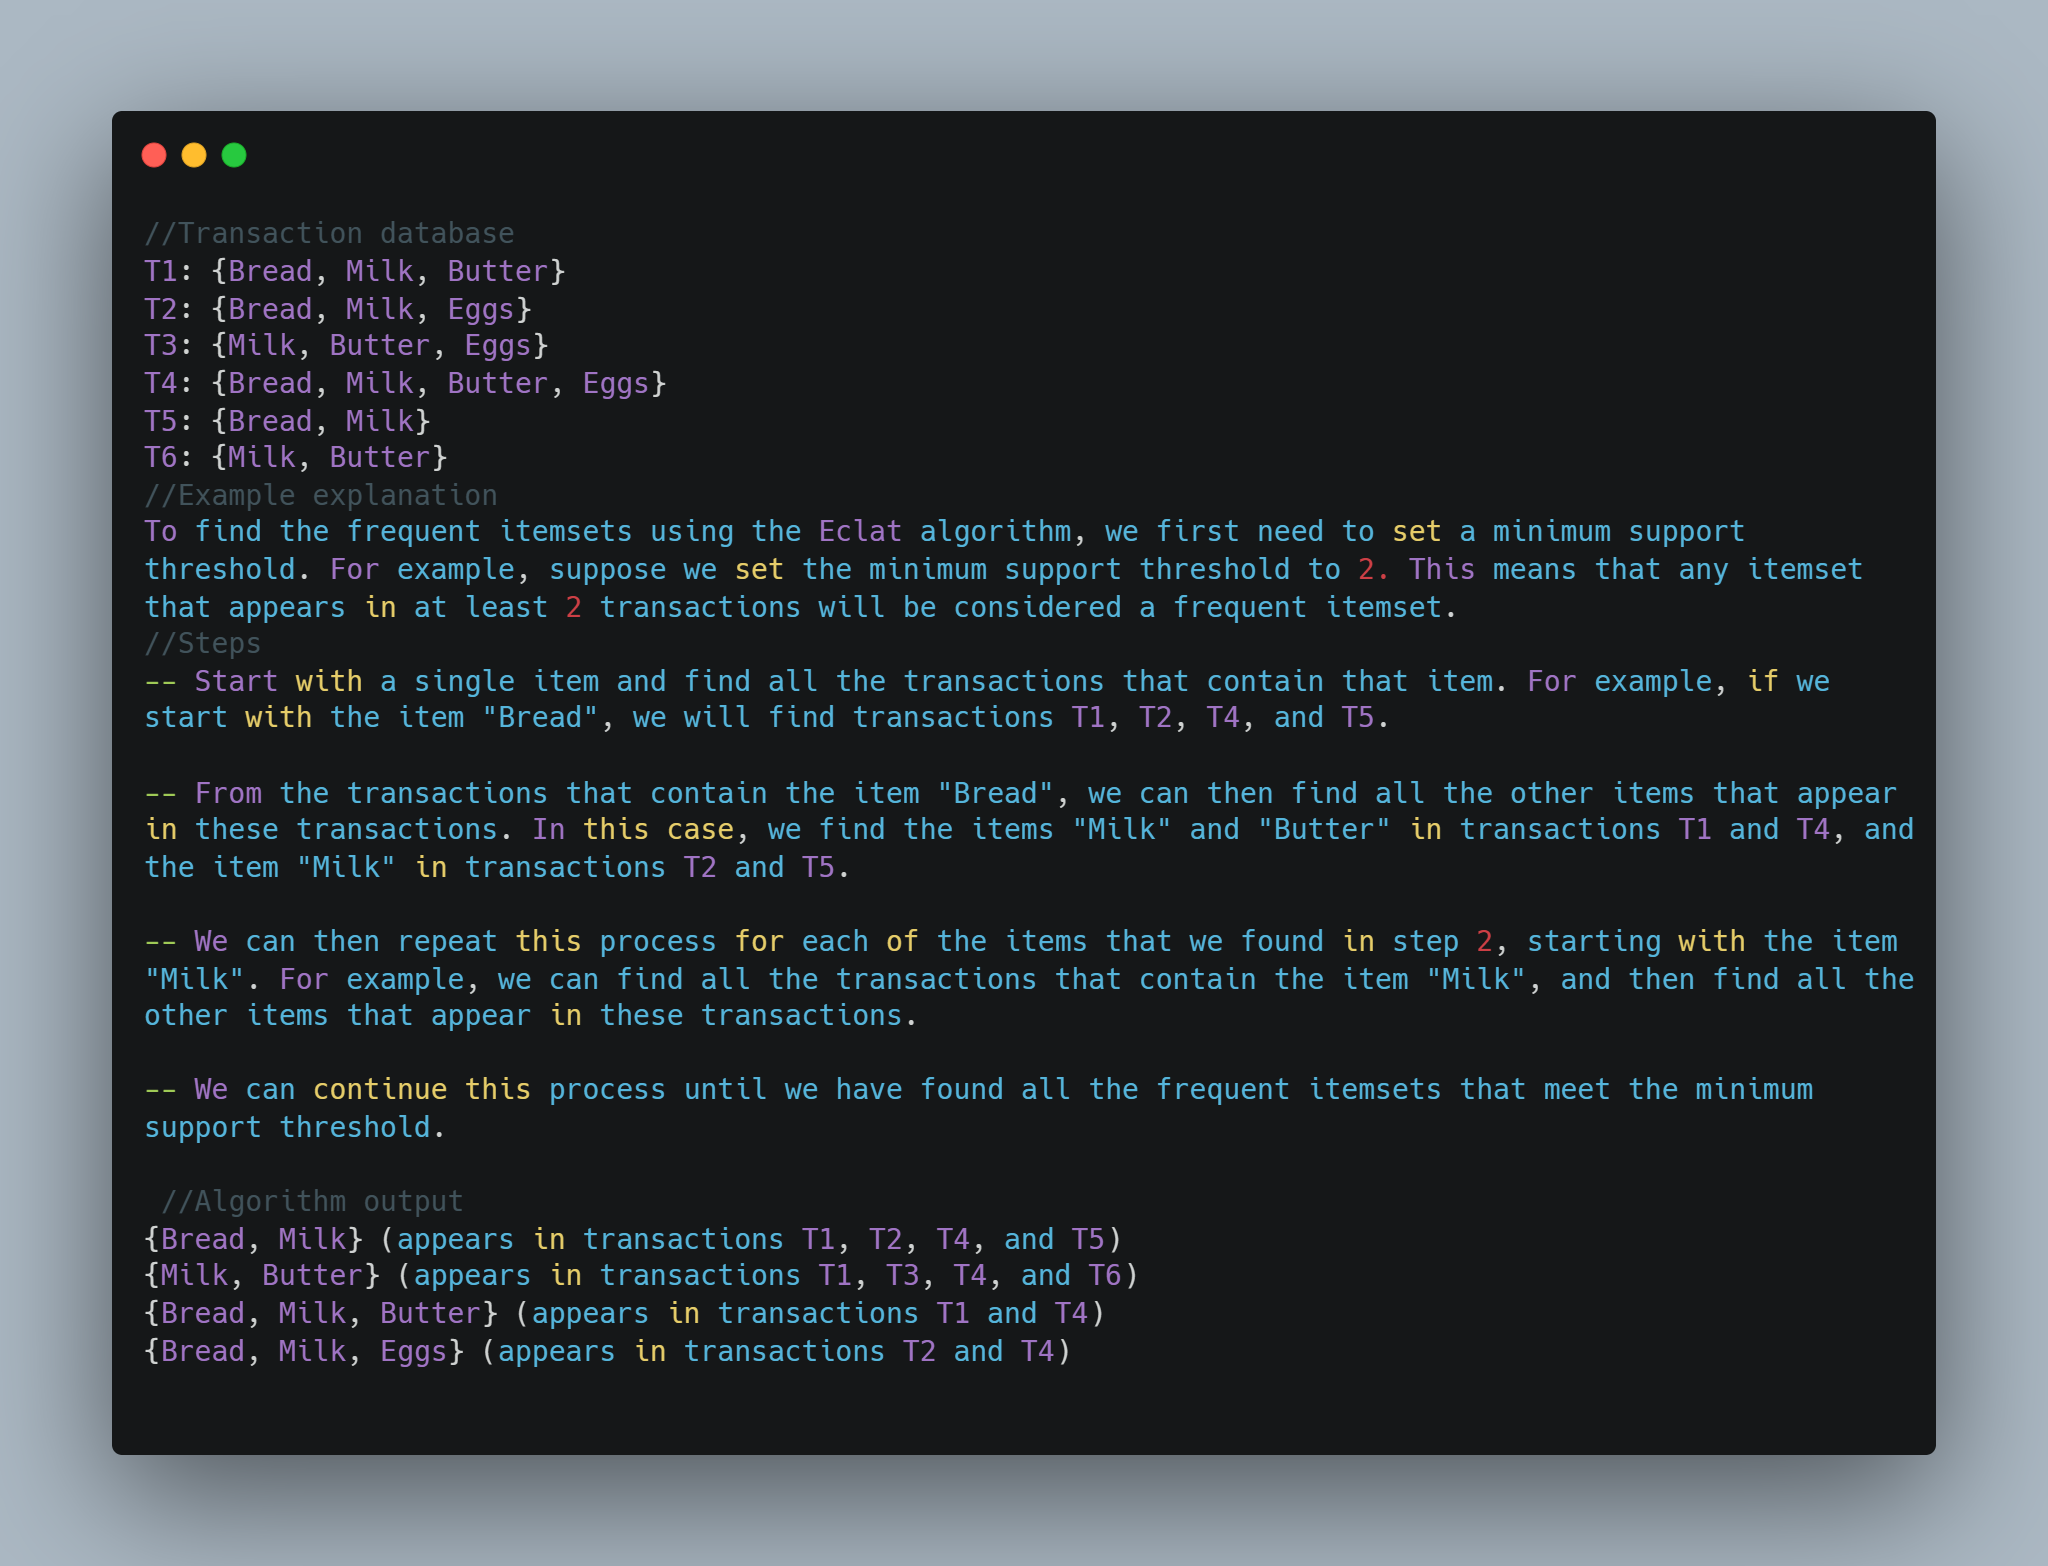 //Transaction database
T1: {Bread, Milk, Butter}
T2: {Bread, Milk, Eggs}
T3: {Milk, Butter, Eggs}
T4: {Bread, Milk, Butter, Eggs}
T5: {Bread, Milk}
T6: {Milk, Butter}
//Example explanation
To find the frequent itemsets using the Eclat algorithm, we first need to set a minimum support
threshold. For example, suppose we set the minimum support threshold to 2. This means that any itemset
that appears in at least 2 transactions will be considered a frequent itemset.
//Steps
-- Start with a single item and find all the transactions that contain that item. For example, if we
start with the item "Bread", we will find transactions T1, T2, T4, and T5.
-- From the transactions that contain the item "Bread", we can then find all the other items that appear
in these transactions. In this case, we find the items "Milk" and "Butter" in transactions T1 and T4, and
the item "Milk" in transactions T2 and T5.
-- We can then repeat this process for each of the items that we found in step 2, starting with the item
"Milk". For example, we can find all the transactions that contain the item "Milk", and then find all the
other items that appear in these transactions.
-- We can continue this process until we have found all the frequent itemsets that meet the minimum
support threshold.
//Algorithm output
{Bread, Milk} (appears in transactions T1, T2, T4, and T5)
{Milk, Butter} (appears in transactions T1, T3, T4, and T6)
{Bread, Milk, Butter} (appears in transactions T1 and T4)
{Bread, Milk, Eggs} (appears in transactions T2 and T4)